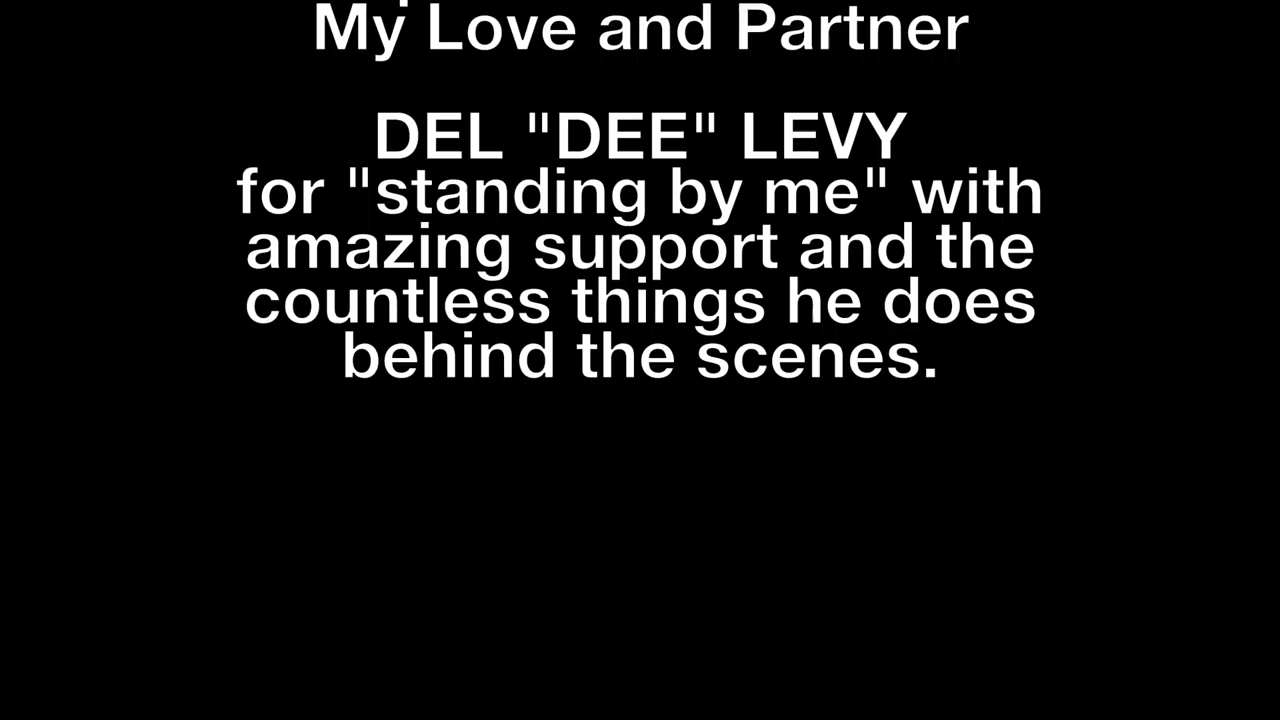 My Love and Partner
DEL "DEE" LEVY
for "standing by me" with
amazing support and the
countless things he does
behind the scenes.